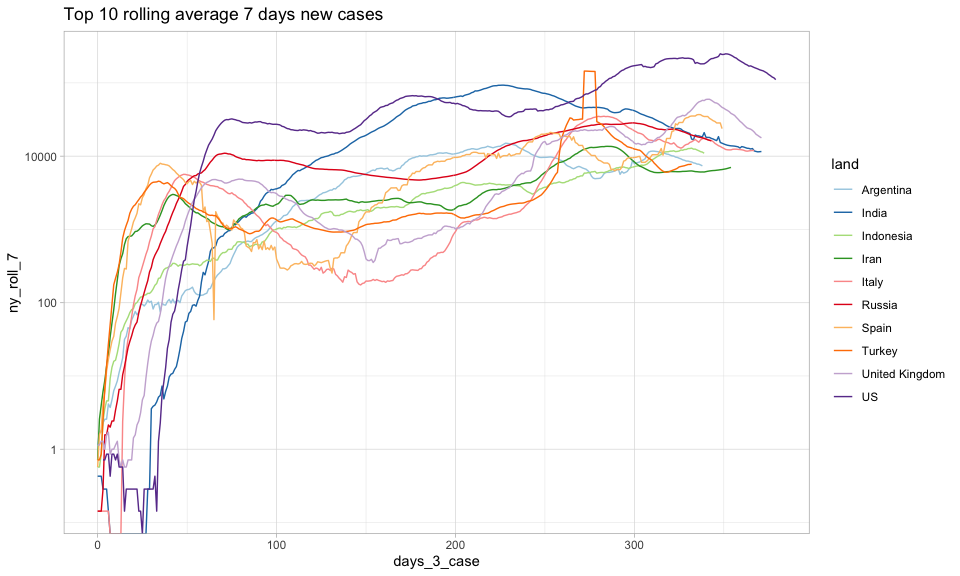 Top 10 rolling average 7 days new cases
ny_roll_7
10000
100
1
0
100
200
300
days_3_case
land
Argentina
India
Indonesia
Iran
Italy
Russia
Spain
Turkey
United Kingdom
US